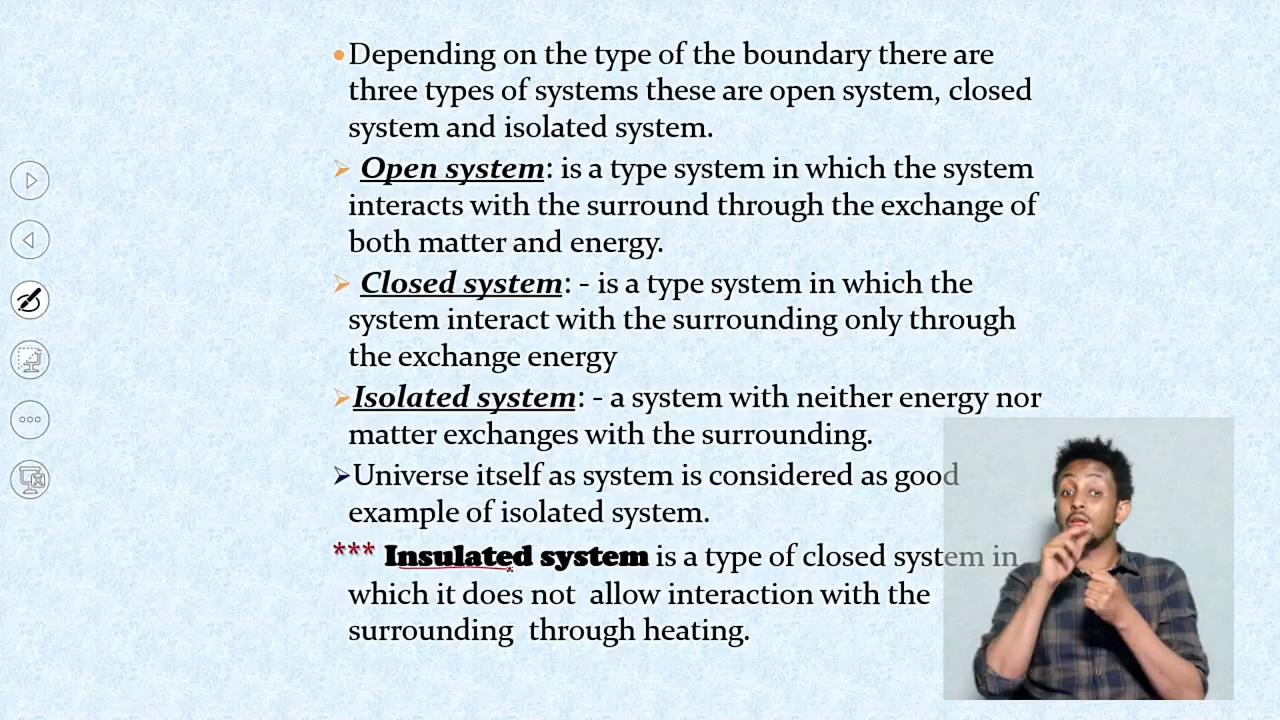 •Depending on the type of the boundary there are
three types of systems these are open system, closed
system and isolated system.
➢ Open system: is a type system in which the system
interacts with the surround through the exchange of
both matter and energy.
➢ Closed system: - is a type system in which the
system interact with the surrounding only through
the exchange energy
➢Isolated system: - a system with neither energy nor
matter exchanges with the surrounding.
➢Universe itself as system is considered as good
example of isolated system.
*** Insulated system is a type of closed system in
which it does not allow interaction with the
surrounding through heating.